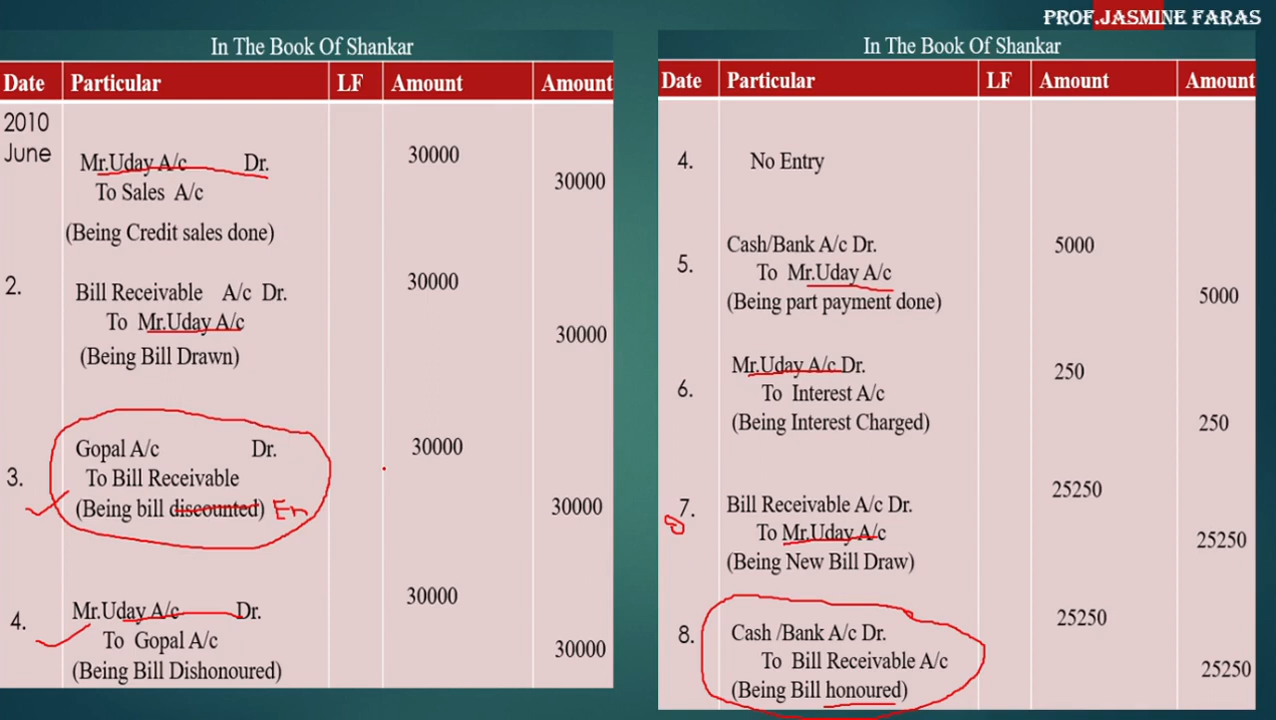 PROF.JASMINE FARAS
In The Book Of Shankar
Date Particular LF Amount Amount
2010
June
Mr.Uday A/c Dr. 30000
To Sales A/c 30000
(Being Credit sales done)
2. Bill Receivable A/c Dr. 30000
To Mr.Uday A/c 30000
(Being Bill Drawn)
3. Gopal A/c Dr. 30000
To Bill Receivable
(Being bill discounted) En 30000
4. Mr.Uday A/c Dr. 30000
To Gopal A/c 30000
(Being Bill Dishonoured)
In The Book Of Shankar
Date Particular LF Amount Amount
4. No Entry
5. Cash/Bank A/c Dr. 5000
To Mr.Uday A/c
(Being part payment done) 5000
6. Mr.Uday A/c Dr. 250
To Interest A/c
(Being Interest Charged) 250
7. Bill Receivable A/c Dr. 25250
To Mr.Uday A/c 25250
(Being New Bill Draw)
8. Cash /Bank A/c Dr. 25250
To Bill Receivable A/c 25250
(Being Bill honoured)